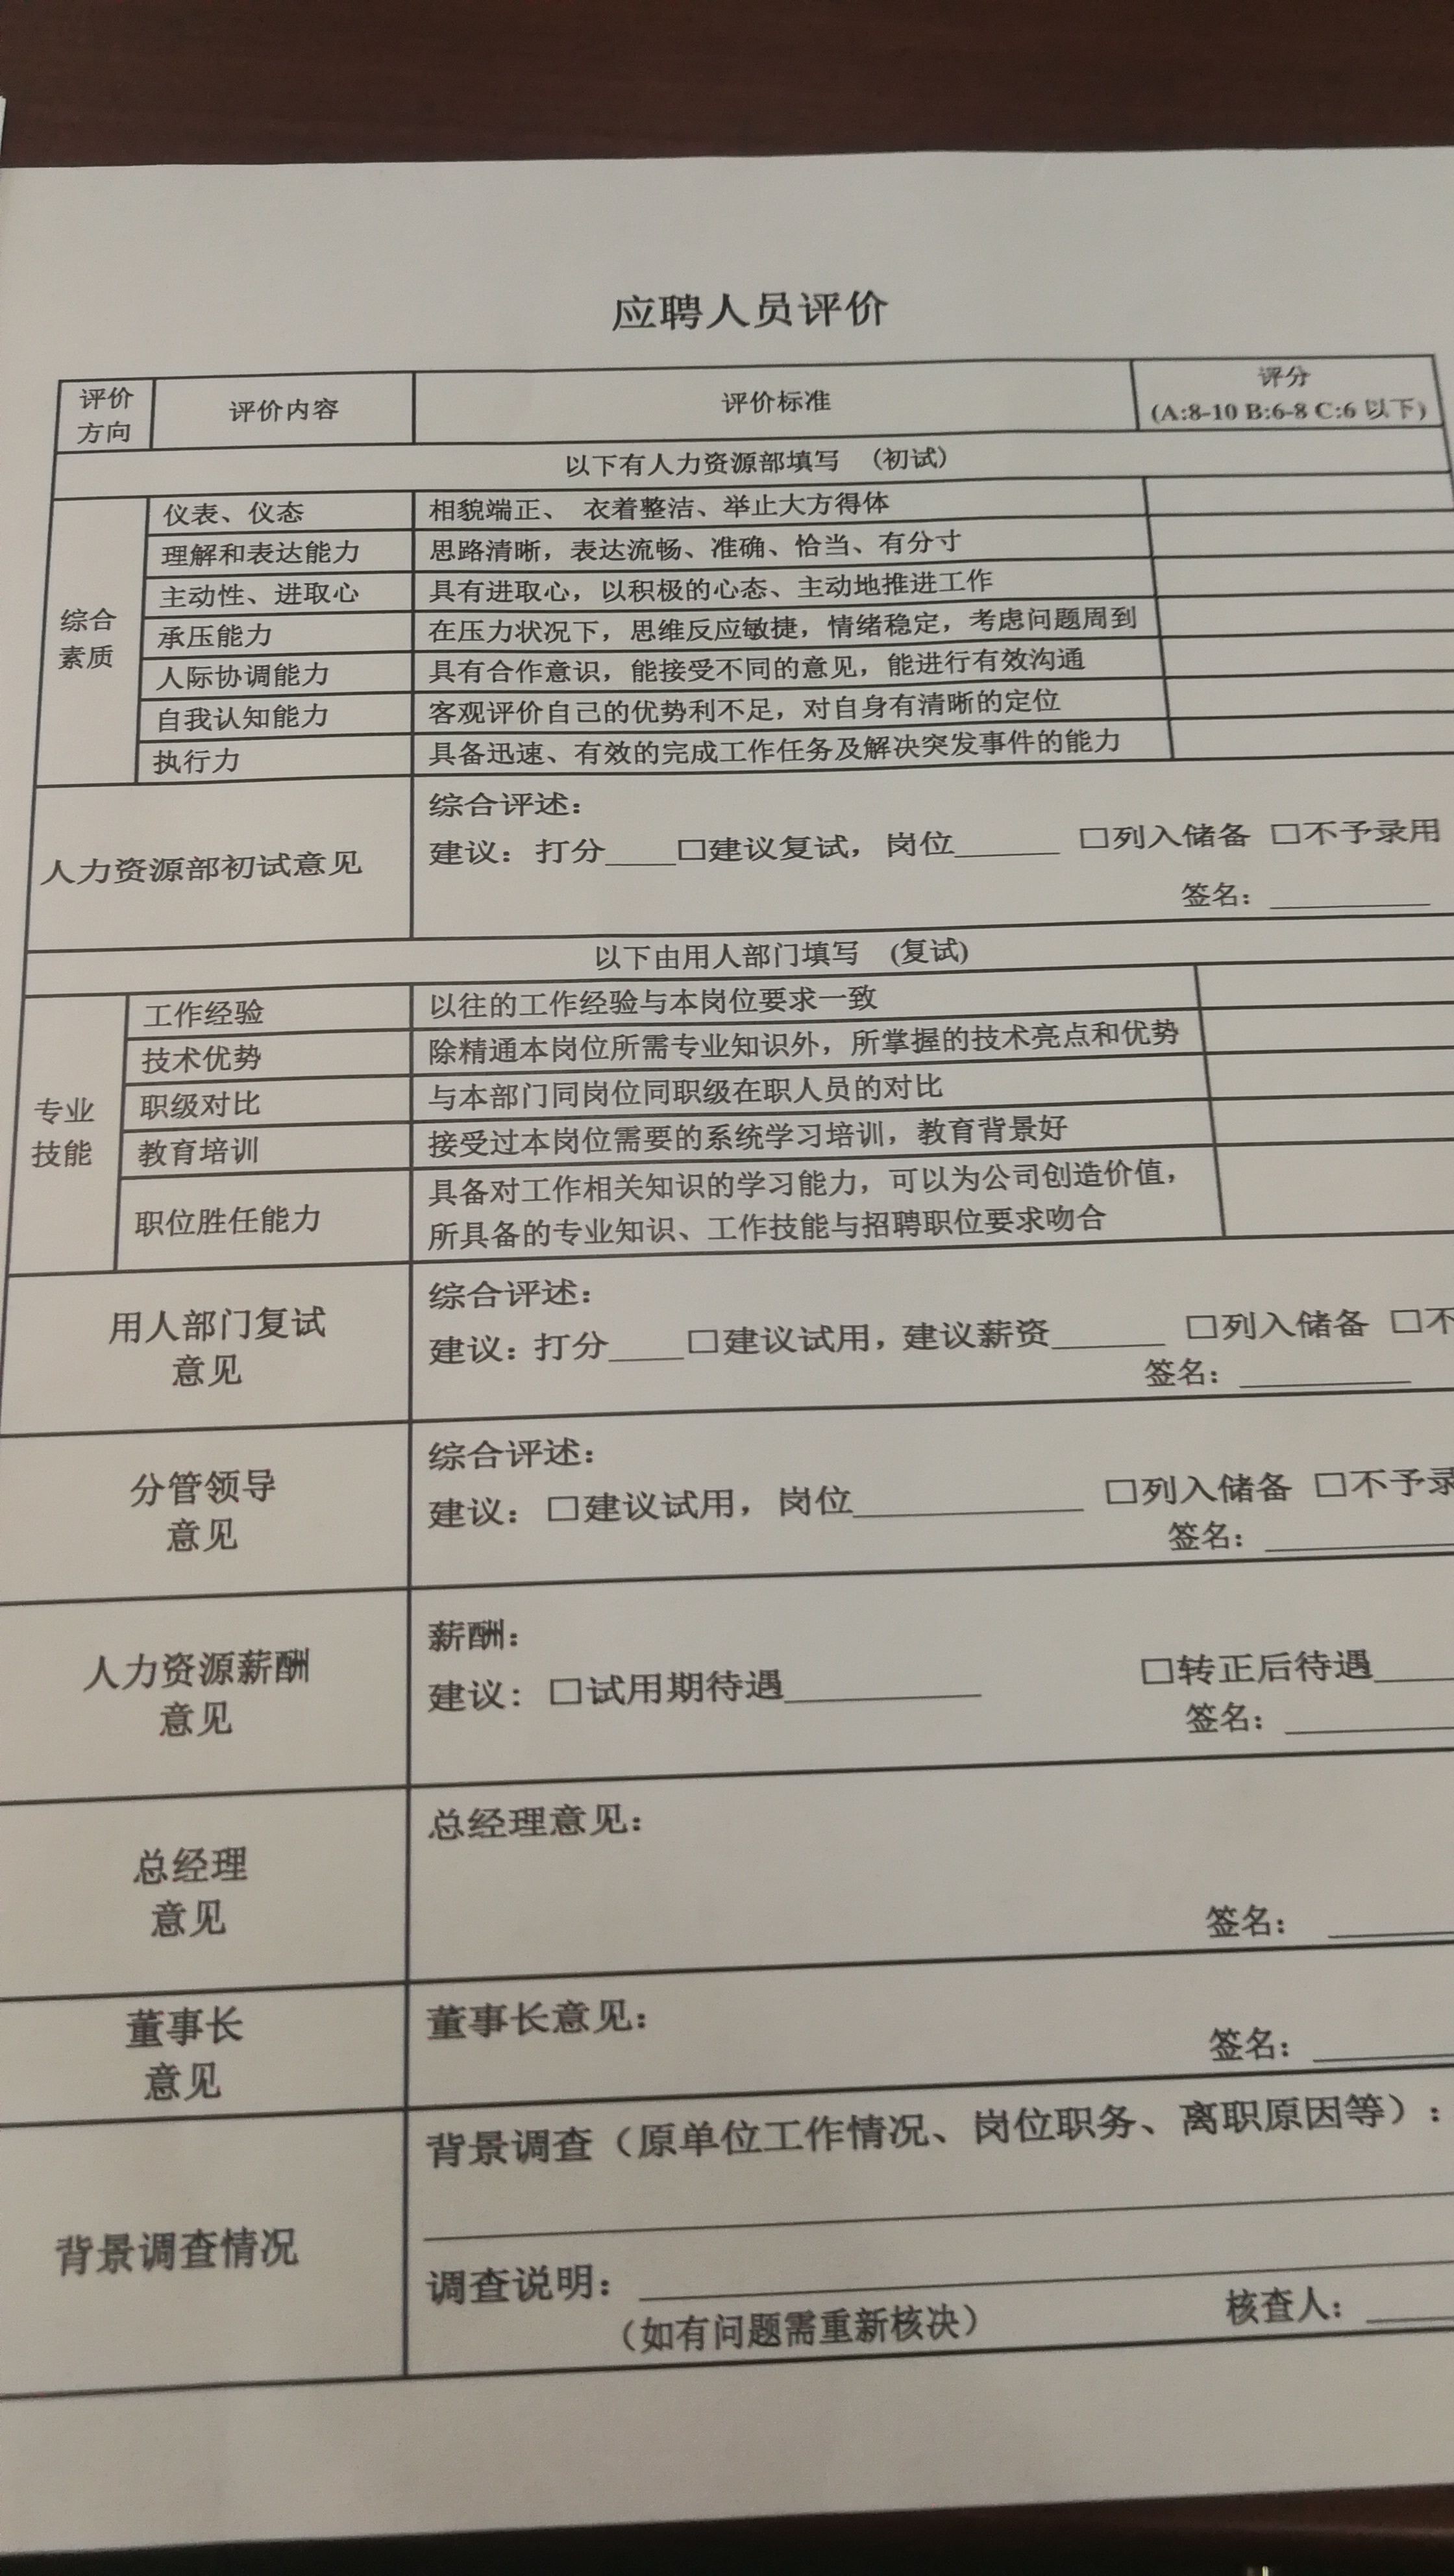 应聘人员评价
评价方向 评价内容 评价标准 评分
(A:8-10 B:6-8 C:6 以下)
以下有人力资源部填写 (初试)
综合素质
仪表、仪态 相貌端正、 衣着整洁、举止大方得体
理解和表达能力 思路清晰，表达流畅、准确、恰当、有分寸
主动性、进取心 具有进取心，以积极的心态、主动地推进工作
承压能力 在压力状况下，思维反应敏捷，情绪稳定，考虑问题周到
人际协调能力 具有合作意识，能接受不同的意见，能进行有效沟通
自我认知能力 客观评价自己的优势利不足，对自身有清晰的定位
执行力 具备迅速、有效的完成工作任务及解决突发事件的能力
人力资源部初试意见
综合评述：
建议：打分____□建议复试，岗位______ □列入储备 □不予录用
签名：__________
以下由用人部门填写 (复试)
专业技能
工作经验 以往的工作经验与本岗位要求一致
技术优势 除精通本岗位所需专业知识外，所掌握的技术亮点和优势
职级对比 与本部门同岗位同职级在职人员的对比
教育培训 接受过本岗位需要的系统学习培训，教育背景好
职位胜任能力 具备对工作相关知识的学习能力，可以为公司创造价值，
所具备的专业知识、工作技能与招聘职位要求吻合
用人部门复试
意见
综合评述：
建议：打分____□建议试用，建议薪资______ □列入储备 □不
签名：__________
分管领导
意见
综合评述：
建议：□建议试用，岗位____________ □列入储备 □不予录
签名：__________
人力资源薪酬
意见
薪酬：
建议：□试用期待遇__________ □转正后待遇____
签名：________
总经理
意见
总经理意见：
签名：______
董事长
意见
董事长意见：
签名：______
背景调查情况
背景调查（原单位工作情况、岗位职务、离职原因等）：
调查说明：____________________
（如有问题需重新核决） 核查人：____